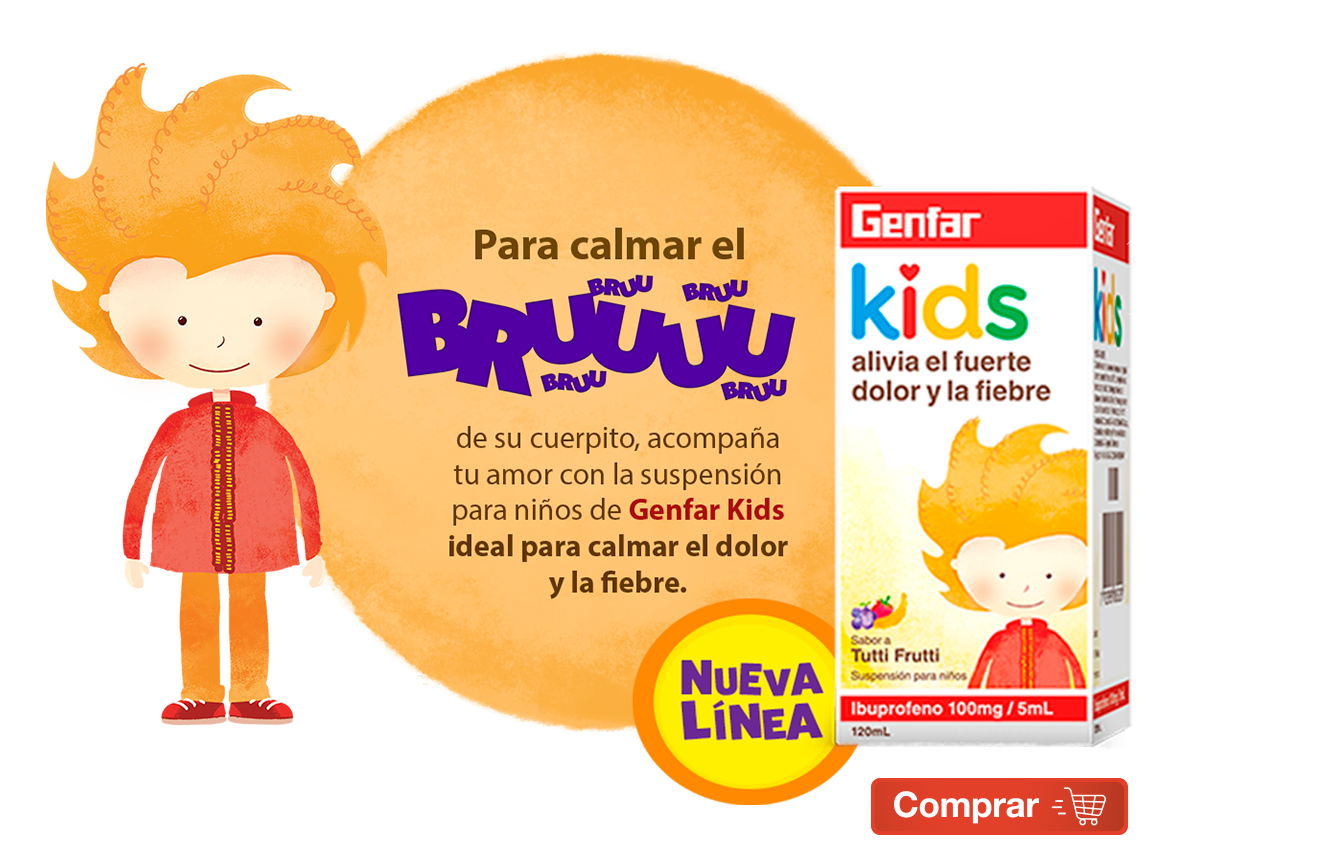 Para calmar el
BRUUUU
BRUU
BRUU
BRUU
BRUU
de su cuerpito, acompaña
tu amor con la suspensión
para niños de Genfar Kids
ideal para calmar el dolor
y la fiebre.
NUEVA
LÍNEA
Genfar
kids
alivia el fuerte
dolor y la fiebre
Sabor a
Tutti Frutti
Suspensión para niños
Ibuprofeno 100mg / 5mL
120mL
Genfar
kids
Comprar